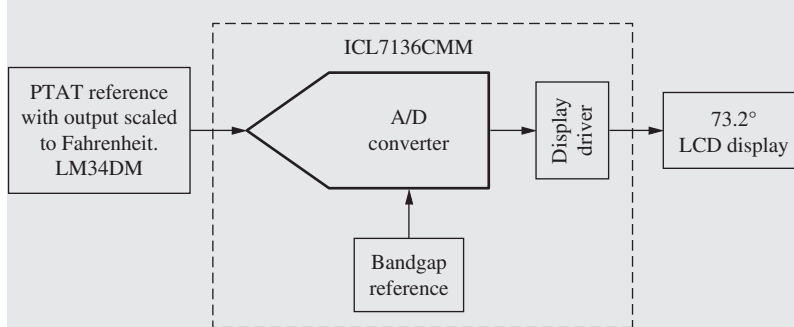 ICL7136CMM
PTAT reference
with output scaled
to Fahrenheit.
LM34DM
A/D
converter
Display
driver
73.2°
LCD display
Bandgap
reference